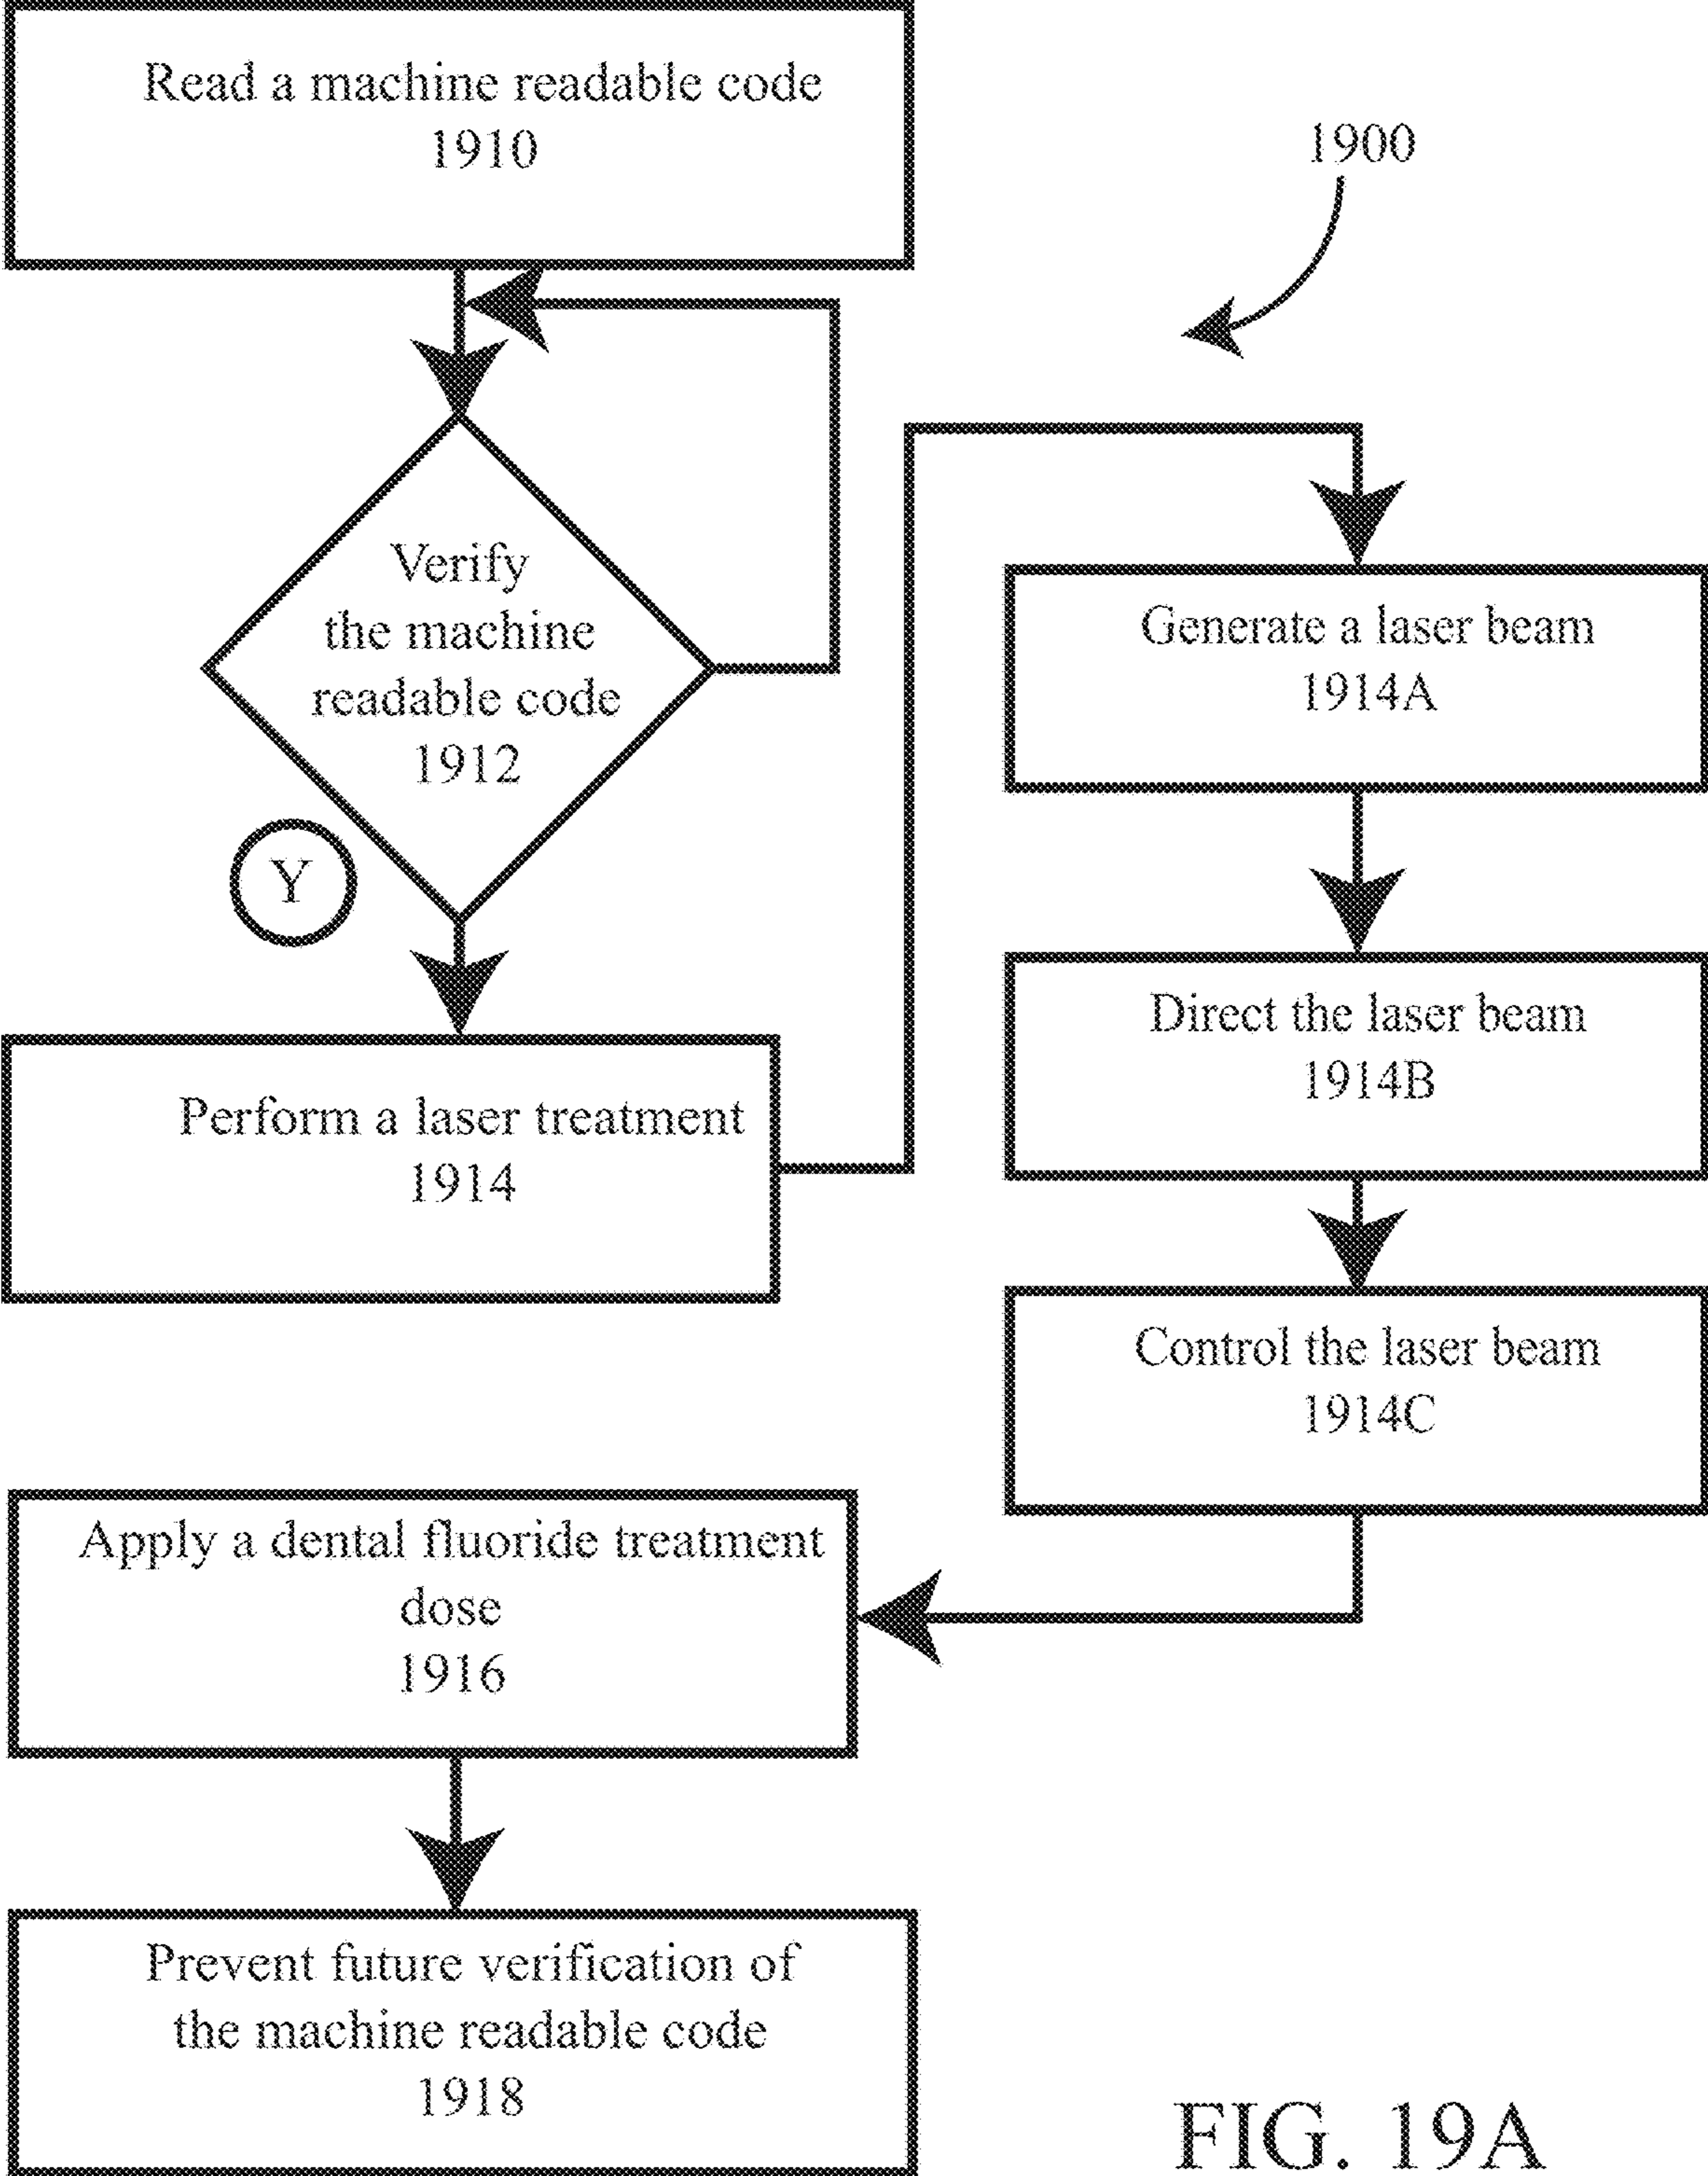 Read a machine readable code
1910
1900
Verify
the machine
readable code
1912
Y
Perform a laser treatment
1914
Generate a laser beam
1914A
Direct the laser beam
1914B
Control the laser beam
1914C
Apply a dental fluoride treatment
dose
1916
Prevent future verification of
the machine readable code
1918
FIG. 19A